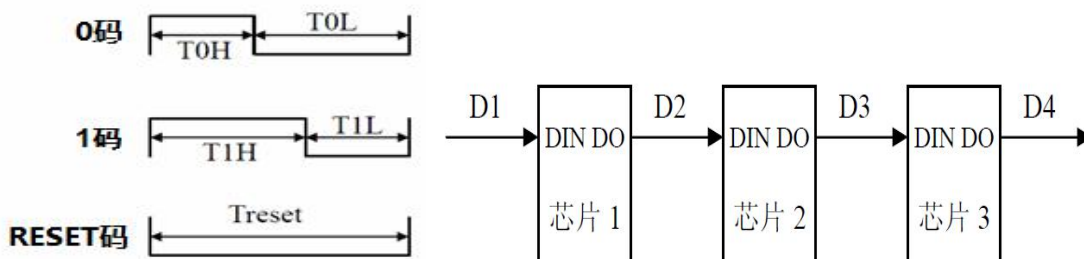 0码
T0H
T0L
1码
T1H
T1L
RESET码
Treset
D1
DIN DO
芯片 1
D2
DIN DO
芯片 2
D3
DIN DO
芯片 3
D4